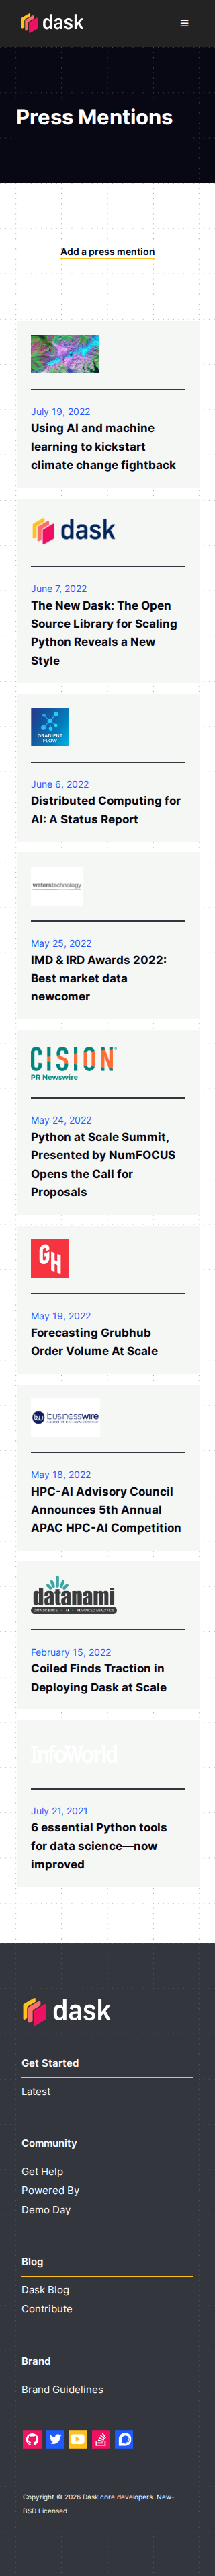 dask
Press Mentions
Add a press mention
July 19, 2022
Using AI and machine
learning to kickstart
climate change fightback
dask
June 7, 2022
The New Dask: The Open
Source Library for Scaling
Python Reveals a New
Style
GRADIENT
FLOW
June 6, 2022
Distributed Computing for
AI: A Status Report
waterstechnology
May 25, 2022
IMD & IRD Awards 2022:
Best market data
newcomer
CISION
PR Newswire
May 24, 2022
Python at Scale Summit,
Presented by NumFOCUS
Opens the Call for
Proposals
GH
May 19, 2022
Forecasting Grubhub
Order Volume At Scale
bw businesswire
May 18, 2022
HPC-AI Advisory Council
Announces 5th Annual
APAC HPC-AI Competition
datanami
DATA SCIENCE • AI • ADVANCED ANALYTICS
February 15, 2022
Coiled Finds Traction in
Deploying Dask at Scale
InfoWorld
July 21, 2021
6 essential Python tools
for data science—now
improved
dask
Get Started
Latest
Community
Get Help
Powered By
Demo Day
Blog
Dask Blog
Contribute
Brand
Brand Guidelines
Copyright © 2026 Dask core developers. New-
BSD Licensed